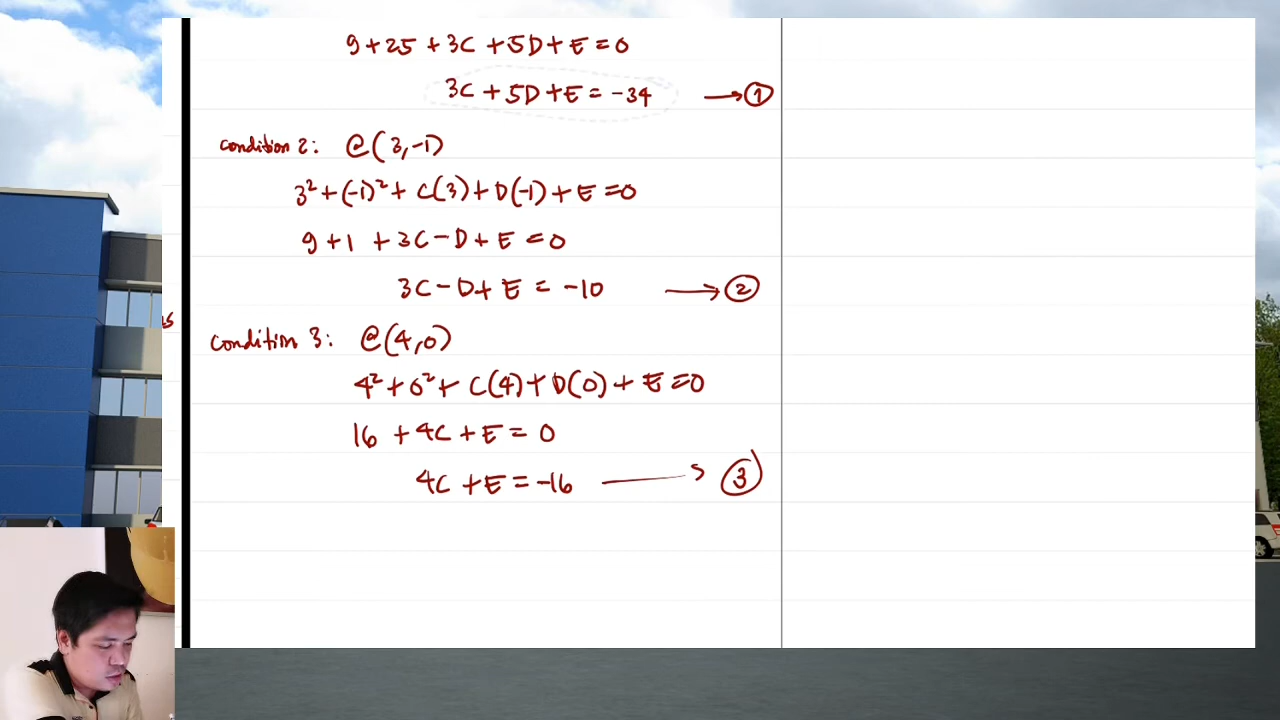 9+25 +3C +5D+E=0
3C +5D+E = -34 → ①
Condition 2: @(3,-1)
3² +(-1)² + C(3)+D(-1)+E=0
9+1 +3C-D+E =0
3C-D+E = -10 → ②
Condition 3: @(4,0)
4²+0²+ C(4)+D(0)+E=0
16 +4C+E= 0
4C +E=-16 → ③